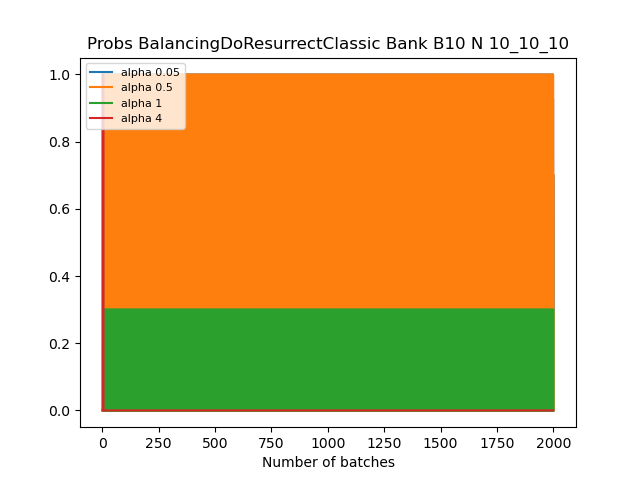 Probs BalancingDoResurrectClassic Bank B10 N 10_10_10
alpha 0.05
alpha 0.5
alpha 1
alpha 4
1.0
0.8
0.6
0.4
0.2
0.0
0 250 500 750 1000 1250 1500 1750 2000
Number of batches